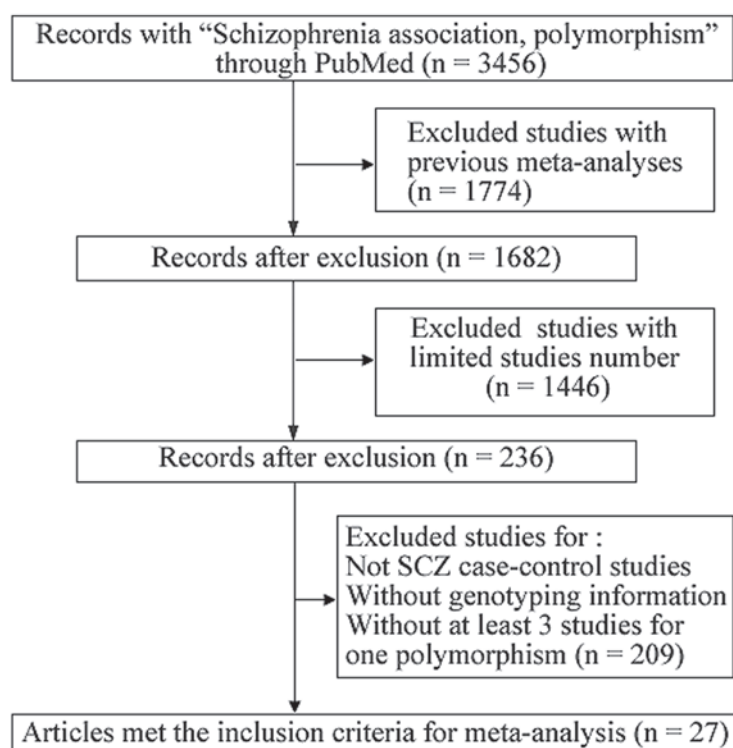 Records with “Schizophrenia association, polymorphism”
through PubMed (n = 3456)
Excluded studies with
previous meta-analyses
(n = 1774)
Records after exclusion (n = 1682)
Excluded studies with
limited studies number
(n = 1446)
Records after exclusion (n = 236)
Excluded studies for :
Not SCZ case-control studies
Without genotyping information
Without at least 3 studies for
one polymorphism (n = 209)
Articles met the inclusion criteria for meta-analysis (n = 27)